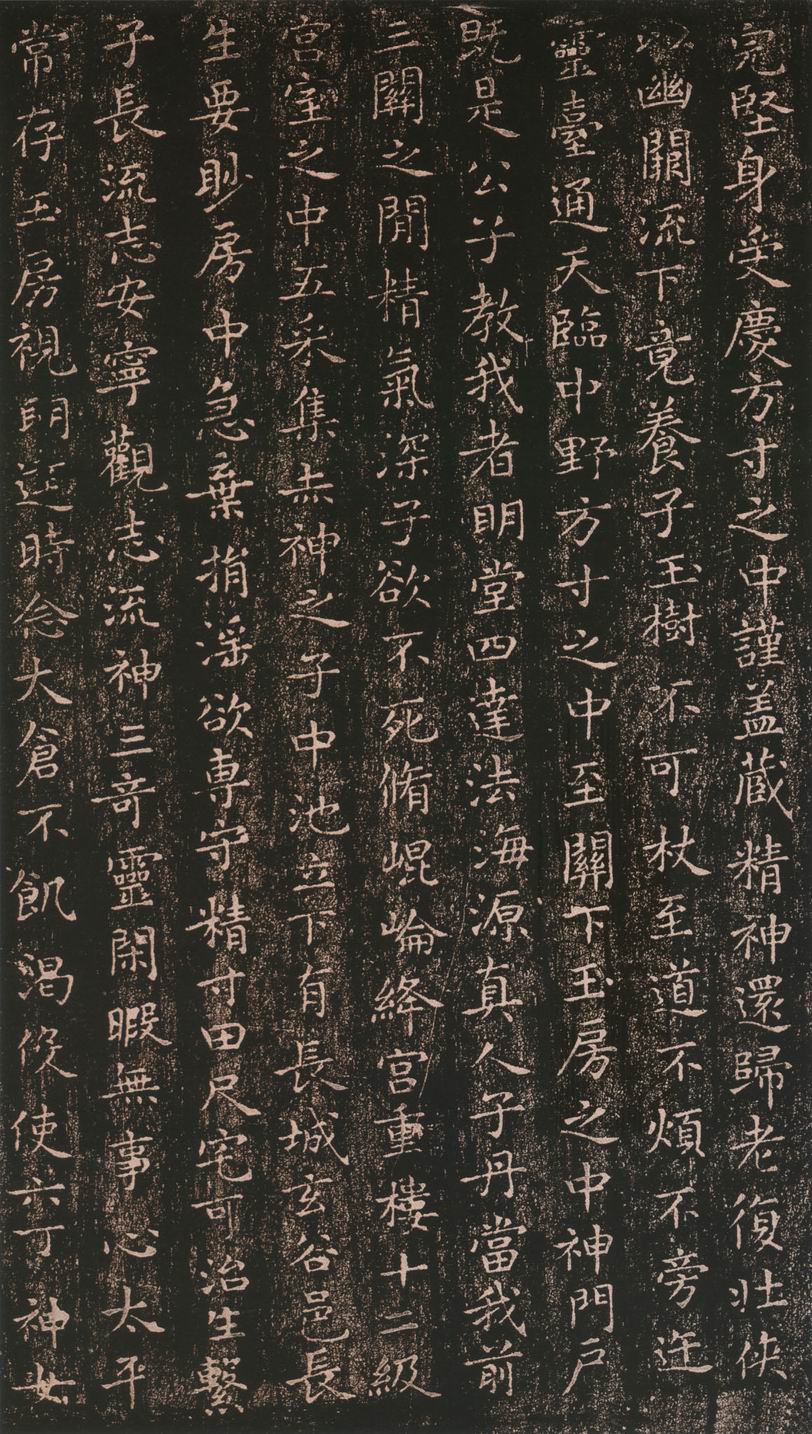 完堅身受慶方寸之中謹盖藏精神還歸老復壯俠
以幽闕流下竟養子玉樹不可杖至道不煩不旁迕
靈臺通天臨中野方寸之中至關下玉房之中神門戶
既是公子教我者明堂四達法海源真人子丹當我前
三關之間精氣深子欲不死脩崐崘絳宮重樓十二級
宮室之中五采集赤神之子中池立下有長城玄谷邑長
生要眇房中急棄捐淫欲專守精寸田尺宅可治生繫
子長流志安寧觀志流神三奇靈閑暇無事心太平
常存玉房視明達時念大倉不飢渴役使六丁神女